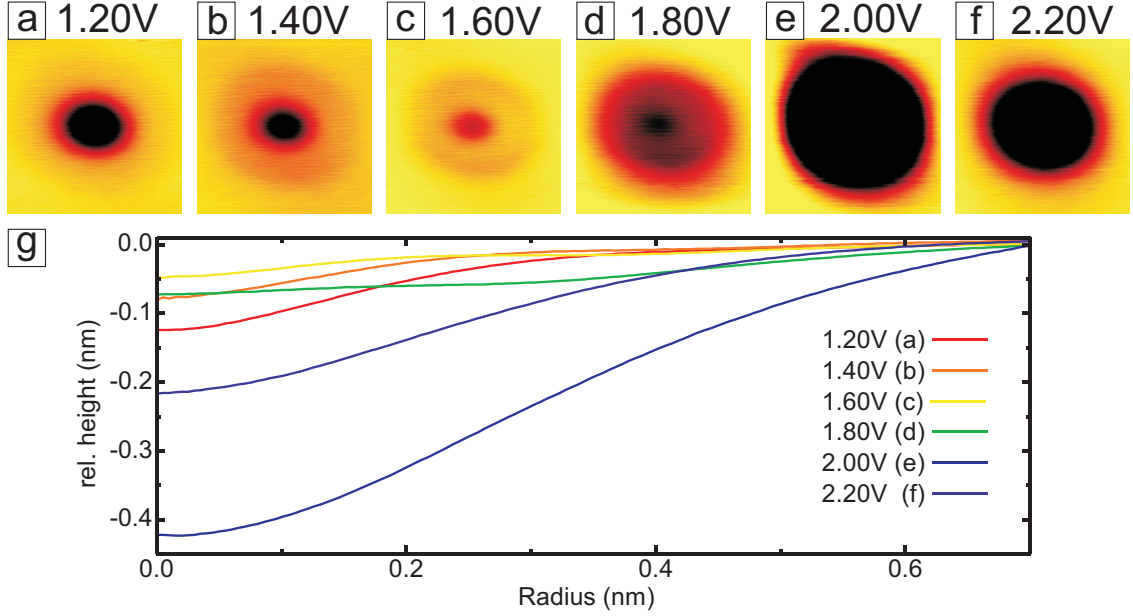 a 1.20V b 1.40V c 1.60V d 1.80V e 2.00V f 2.20V
g
0.0
-0.1
-0.2
-0.3
-0.4
rel. height (nm)
1.20V (a)
1.40V (b)
1.60V (c)
1.80V (d)
2.00V (e)
2.20V (f)
0.0 0.2 0.4 0.6
Radius (nm)